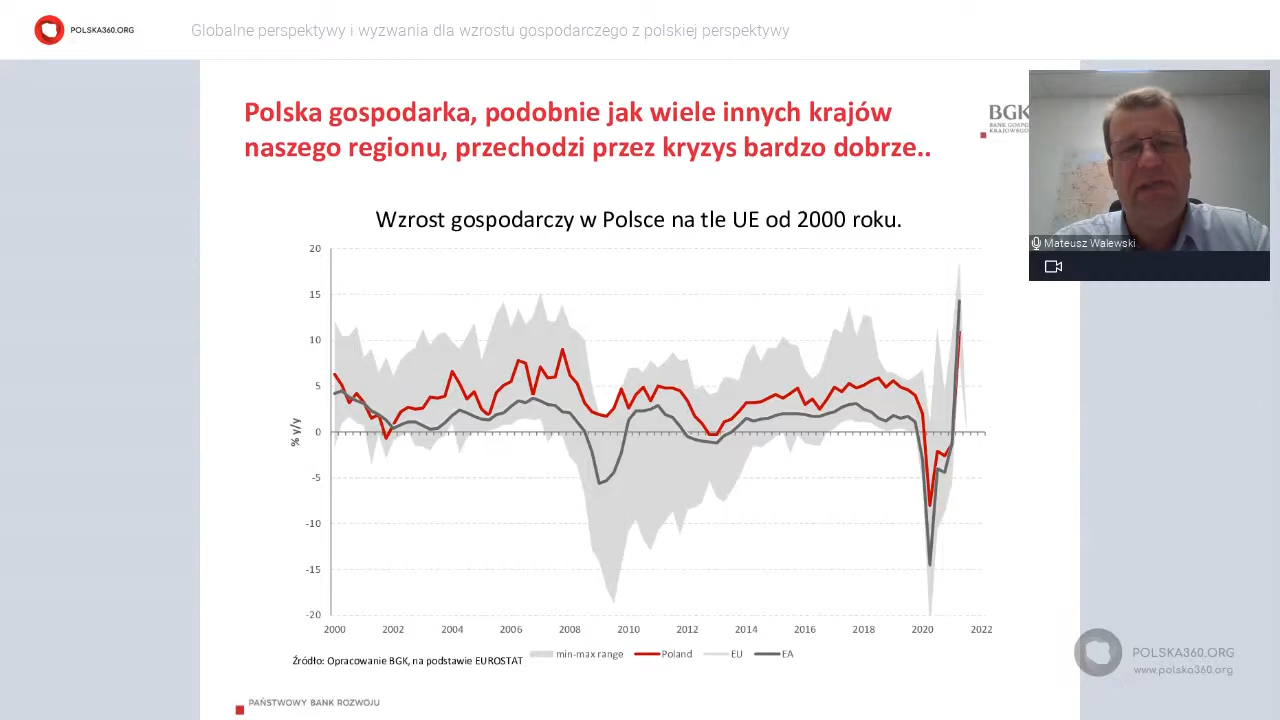 POLSKA360.ORG
Globalne perspektywy i wyzwania dla wzrostu gospodarczego z polskiej perspektywy
Polska gospodarka, podobnie jak wiele innych krajów
naszego regionu, przechodzi przez kryzys bardzo dobrze..
BGK
Mateusz Walewski
Wzrost gospodarczy w Polsce na tle UE od 2000 roku.
% y/y
20
15
10
5
0
-5
-10
-15
-20
2000 2002 2004 2006 2008 2010 2012 2014 2016 2018 2020 2022
min-max range Poland EU EA
Źródło: Opracowanie BGK, na podstawie EUROSTAT
PAŃSTWOWY BANK ROZWOJU
POLSKA360.ORG
www.polska360.org